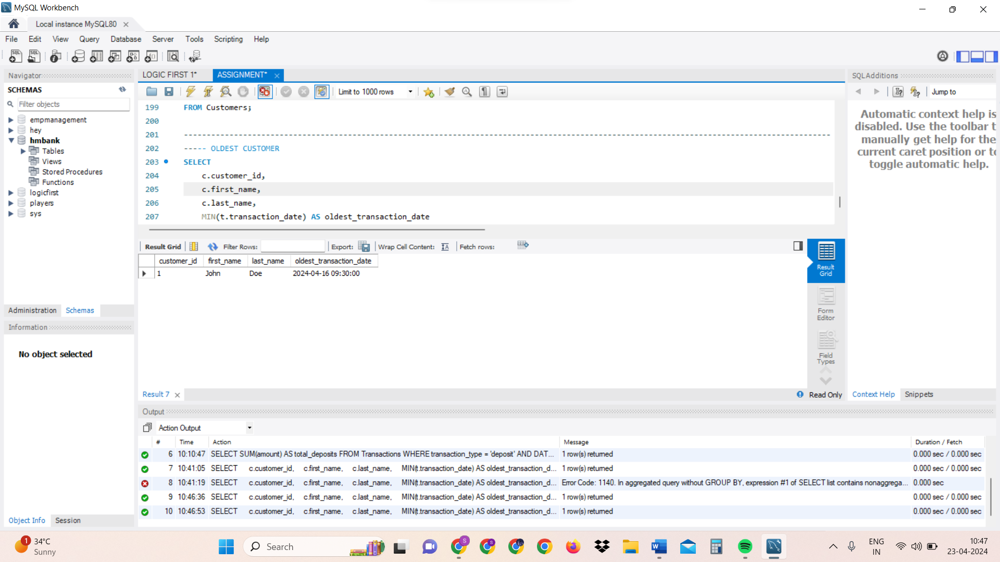 MySQL Workbench
Local instance MySQL80
File Edit View Query Database Server Tools Scripting Help
SQL SQL
Navigator
SCHEMAS
Filter objects
empmanagement
hey
hmbank
Tables
Views
Stored Procedures
Functions
logicfirst
players
sys
Administration Schemas
Information
No object selected
Object Info Session
LOGIC FIRST 1* ASSIGNMENT*
Limit to 1000 rows
199 FROM Customers;
200
201 ----------------------------------------------------------------------------------------------------------------------------------------------
202 ----- OLDEST CUSTOMER
203 SELECT
204 c.customer_id,
205 c.first_name,
206 c.last_name,
207 MIN(t.transaction_date) AS oldest_transaction_date
Result Grid Filter Rows: Export: Wrap Cell Content: Fetch rows:
customer_id first_name last_name oldest_transaction_date
1 John Doe 2024-04-16 09:30:00
Result Grid
Form Editor
Field Types
Result 7
Read Only
SQLAdditions
Jump to
Automatic context help is
disabled. Use the toolbar t
manually get help for the
current caret position or to
toggle automatic help.
Context Help Snippets
Output
Action Output
# Time Action Message Duration / Fetch
6 10:10:47 SELECT SUM(amount) AS total_deposits FROM Transactions WHERE transaction_type = 'deposit' AND DAT... 1 row(s) returned 0.000 sec / 0.000 sec
7 10:41:05 SELECT c.customer_id, c.first_name, c.last_name, MIN(t.transaction_date) AS oldest_transaction_d... 1 row(s) returned 0.000 sec / 0.000 sec
8 10:41:19 SELECT c.customer_id, c.first_name, c.last_name, MIN(t.transaction_date) AS oldest_transaction_d... Error Code: 1140. In aggregated query without GROUP BY, expression #1 of SELECT list contains nonaggrega... 0.000 sec
9 10:46:36 SELECT c.customer_id, c.first_name, c.last_name, MIN(t.transaction_date) AS oldest_transaction_d... 1 row(s) returned 0.000 sec / 0.000 sec
10 10:46:53 SELECT c.customer_id, c.first_name, c.last_name, MIN(t.transaction_date) AS oldest_transaction_d... 1 row(s) returned 0.000 sec / 0.000 sec
1 34°C
Sunny
Search
ENG
IN
10:47
23-04-2024